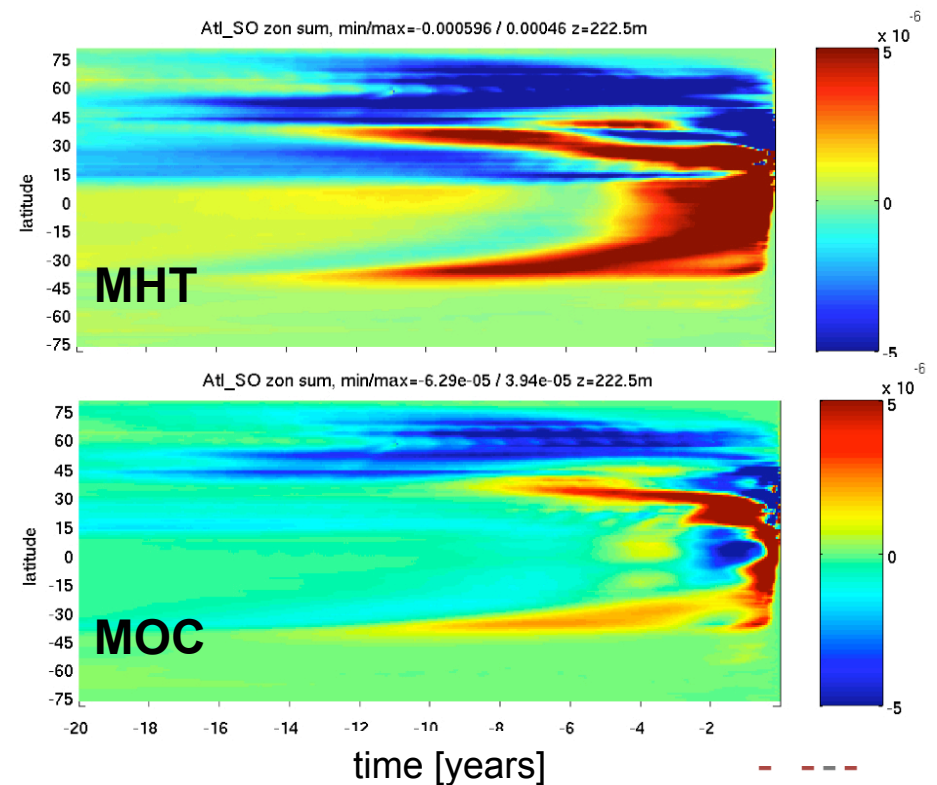 Atl_SO zon sum, min/max=-0.000596 / 0.00046 z=222.5m
x 10 -6
75
60
45
30
15
0
-15
-30
-45
-60
-75
latitude
MHT
5
0
-5
Atl_SO zon sum, min/max=-6.29e-05 / 3.94e-05 z=222.5m
x 10 -6
75
60
45
30
15
0
-15
-30
-45
-60
-75
latitude
MOC
5
0
-5
-20 -18 -16 -14 -12 -10 -8 -6 -4 -2
time [years]